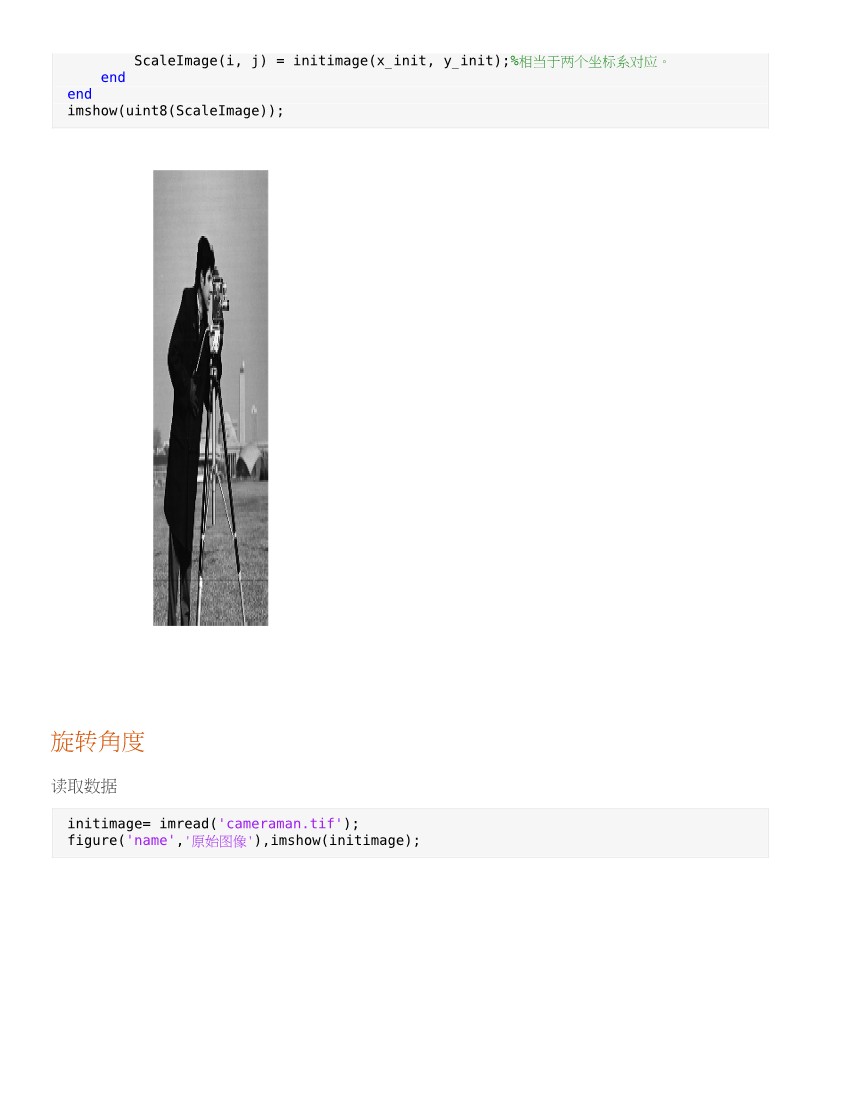 ScaleImage(i, j) = initimage(x_init, y_init);%相当于两个坐标系对应。
end
end
imshow(uint8(ScaleImage));
旋转角度
读取数据
initimage= imread('cameraman.tif');
figure('name','原始图像'),imshow(initimage);